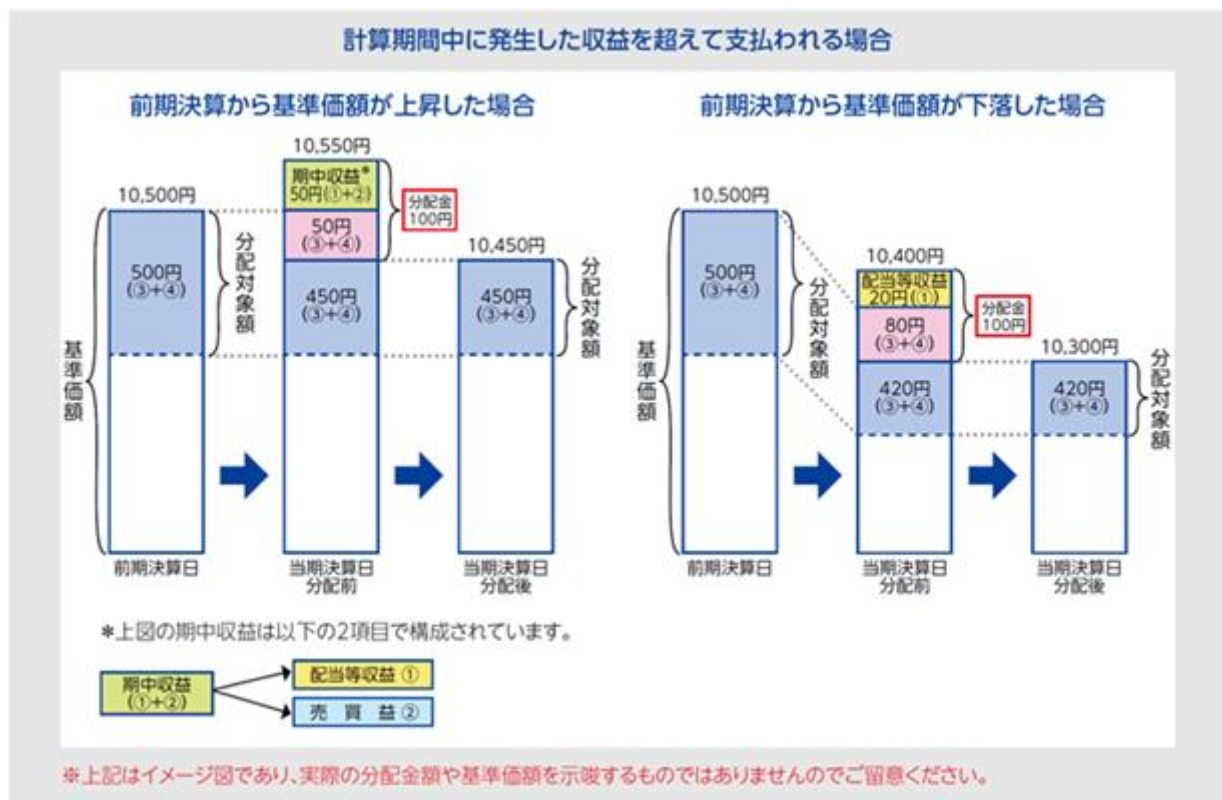 計算期間中に発生した収益を超えて支払われる場合
前期決算から基準価額が上昇した場合
10,550円
期中収益*
50円(①+②)
分配金
100円
10,500円
50円
(③+④)
10,450円
500円
(③+④)
分配対象額
450円
(③+④)
450円
(③+④)
分配対象額
基準価額
前期決算日
当期決算日
分配前
当期決算日
分配後
前期決算から基準価額が下落した場合
10,500円
10,400円
500円
(③+④)
分配対象額
配当等収益
20円(①)
分配金
100円
80円
(③+④)
10,300円
基準価額
420円
(③+④)
420円
(③+④)
分配対象額
前期決算日
当期決算日
分配前
当期決算日
分配後
*上図の期中収益は以下の2項目で構成されています。
期中収益
(①+②)
配当等収益 ①
売 買 益 ②
※上記はイメージ図であり、実際の分配金額や基準価額を示唆するものではありませんのでご留意ください。